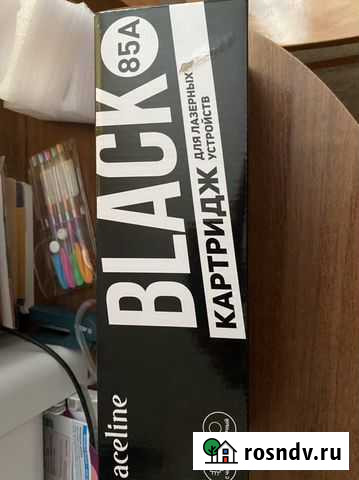 aceline
BLACK
85A
КАРТРИДЖ
ДЛЯ ЛАЗЕРНЫХ
УСТРОЙСТВ
rosndv.ru